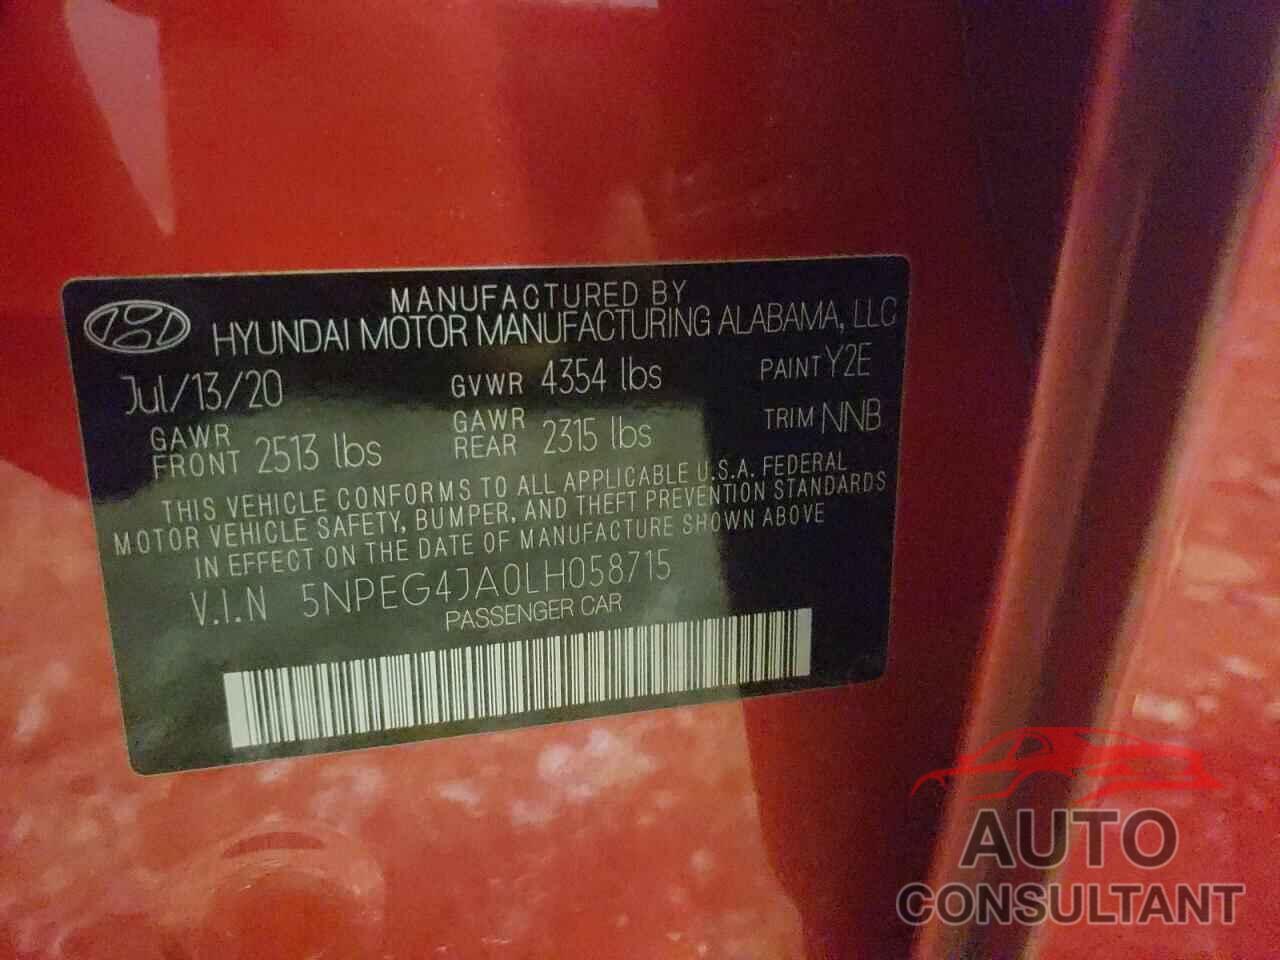 MANUFACTURED BY
HYUNDAI MOTOR MANUFACTURING ALABAMA, LLC
Jul/13/20 GVWR 4354 lbs PAINT Y2E
GAWR FRONT 2513 lbs GAWR REAR 2315 lbs TRIM NNB
THIS VEHICLE CONFORMS TO ALL APPLICABLE U.S.A. FEDERAL
MOTOR VEHICLE SAFETY, BUMPER, AND THEFT PREVENTION STANDARDS
IN EFFECT ON THE DATE OF MANUFACTURE SHOWN ABOVE
V.I.N 5NPEG4JA0LH058715
PASSENGER CAR
AUTO
CONSULTANT